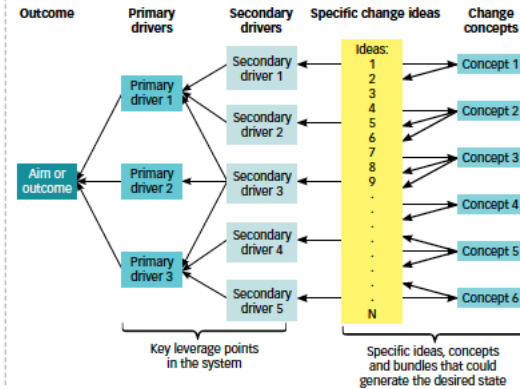 Outcome
Primary
drivers
Secondary
drivers
Specific change ideas
Change
concepts
Aim or
outcome
Primary
driver 1
Primary
driver 2
Primary
driver 3
Secondary
driver 1
Secondary
driver 2
Secondary
driver 3
Secondary
driver 4
Secondary
driver 5
Ideas:
1
2
3
4
5
6
7
8
9
.
.
.
.
.
.
.
.
N
Concept 1
Concept 2
Concept 3
Concept 4
Concept 5
Concept 6
Key leverage points
in the system
Specific ideas, concepts
and bundles that could
generate the desired state